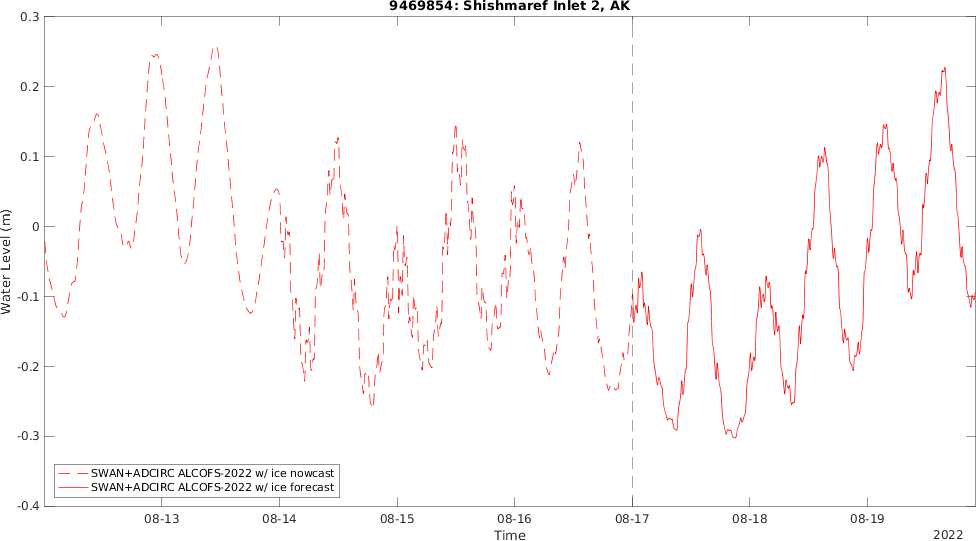 9469854: Shishmaref Inlet 2, AK
0.3
0.2
0.1
0
-0.1
-0.2
-0.3
-0.4
Water Level (m)
SWAN+ADCIRC ALCOFS-2022 w/ ice nowcast
SWAN+ADCIRC ALCOFS-2022 w/ ice forecast
08-13 08-14 08-15 08-16 08-17 08-18 08-19
Time
2022